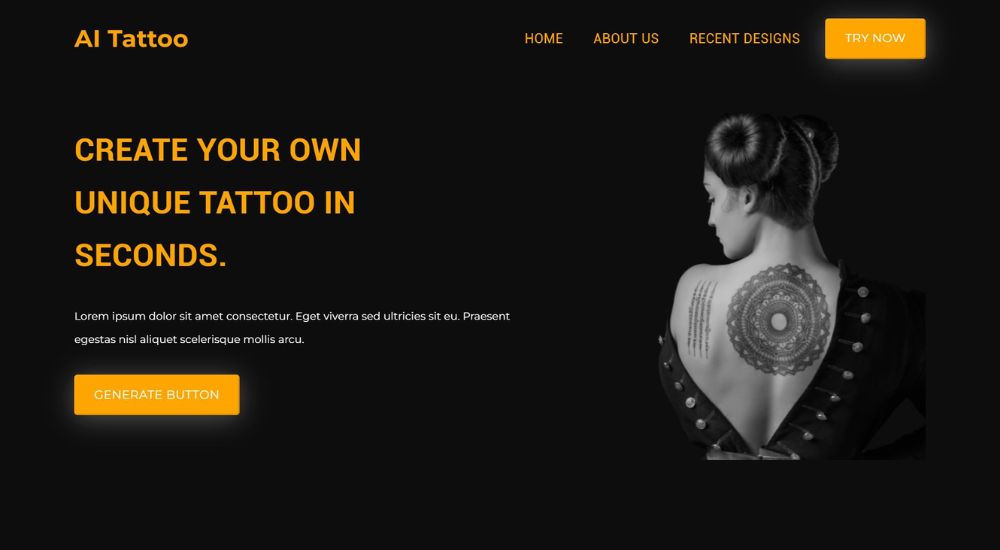 AI Tattoo
HOME
ABOUT US
RECENT DESIGNS
TRY NOW
CREATE YOUR OWN
UNIQUE TATTOO IN
SECONDS.
Lorem ipsum dolor sit amet consectetur. Eget viverra sed ultricies sit eu. Praesent
egestas nisl aliquet scelerisque mollis arcu.
GENERATE BUTTON